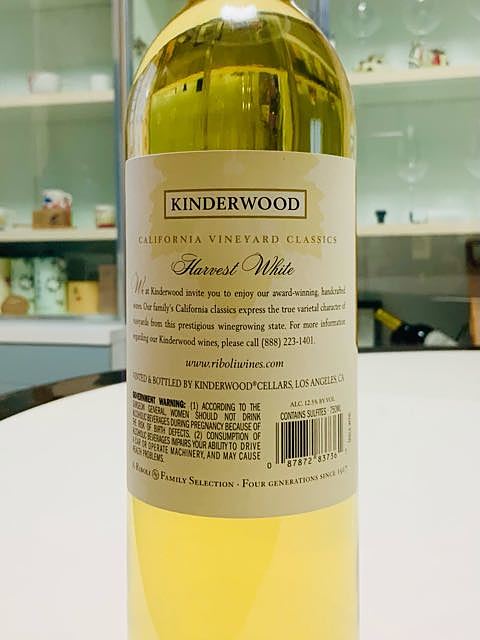 KINDERWOOD
CALIFORNIA VINEYARD CLASSICS
Harvest White
We at Kinderwood invite you to enjoy our award-winning, handcrafted
wines. Our family's California classics express the true varietal character of
vineyards from this prestigious winegrowing state. For more information
regarding our Kinderwood wines, please call (888) 223-1401.
www.riboliwines.com
& BOTTLED BY KINDERWOOD® CELLARS, LOS ANGELES, CA
GOVERNMENT WARNING: (1) ACCORDING TO THE
SURGEON GENERAL, WOMEN SHOULD NOT DRINK
ALCOHOLIC BEVERAGES DURING PREGNANCY BECAUSE OF
THE RISK OF BIRTH DEFECTS. (2) CONSUMPTION OF
ALCOHOLIC BEVERAGES IMPAIRS YOUR ABILITY TO DRIVE
A CAR OR OPERATE MACHINERY, AND MAY CAUSE
HEALTH PROBLEMS.
ALC. 12.5% BY VOL.
CONTAINS SULFITES · 750ML
0 87872 83736
A RIBOLI FAMILY SELECTION · FOUR GENERATIONS SINCE 1917